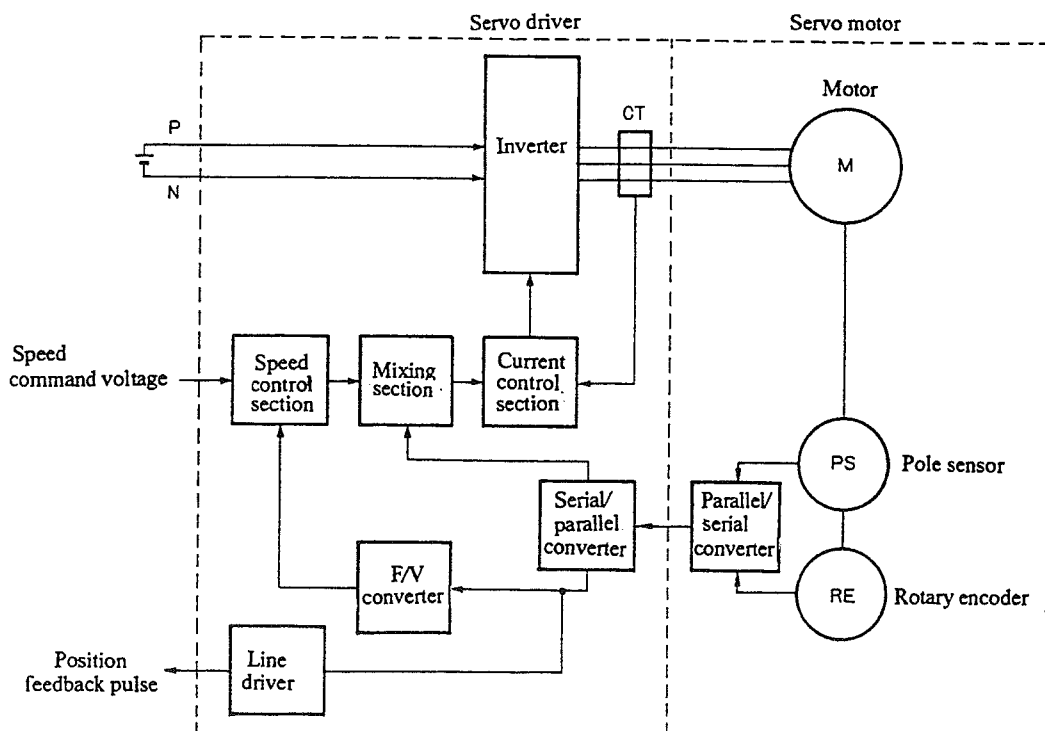 Servo driver
Servo motor
Motor
CT
P
Inverter
M
N
Speed
command voltage
Speed
control
section
Mixing
section
Current
control
section
PS
Pole sensor
Serial/
parallel
converter
Parallel/
serial
converter
F/V
converter
RE
Rotary encoder
Position
feedback pulse
Line
driver